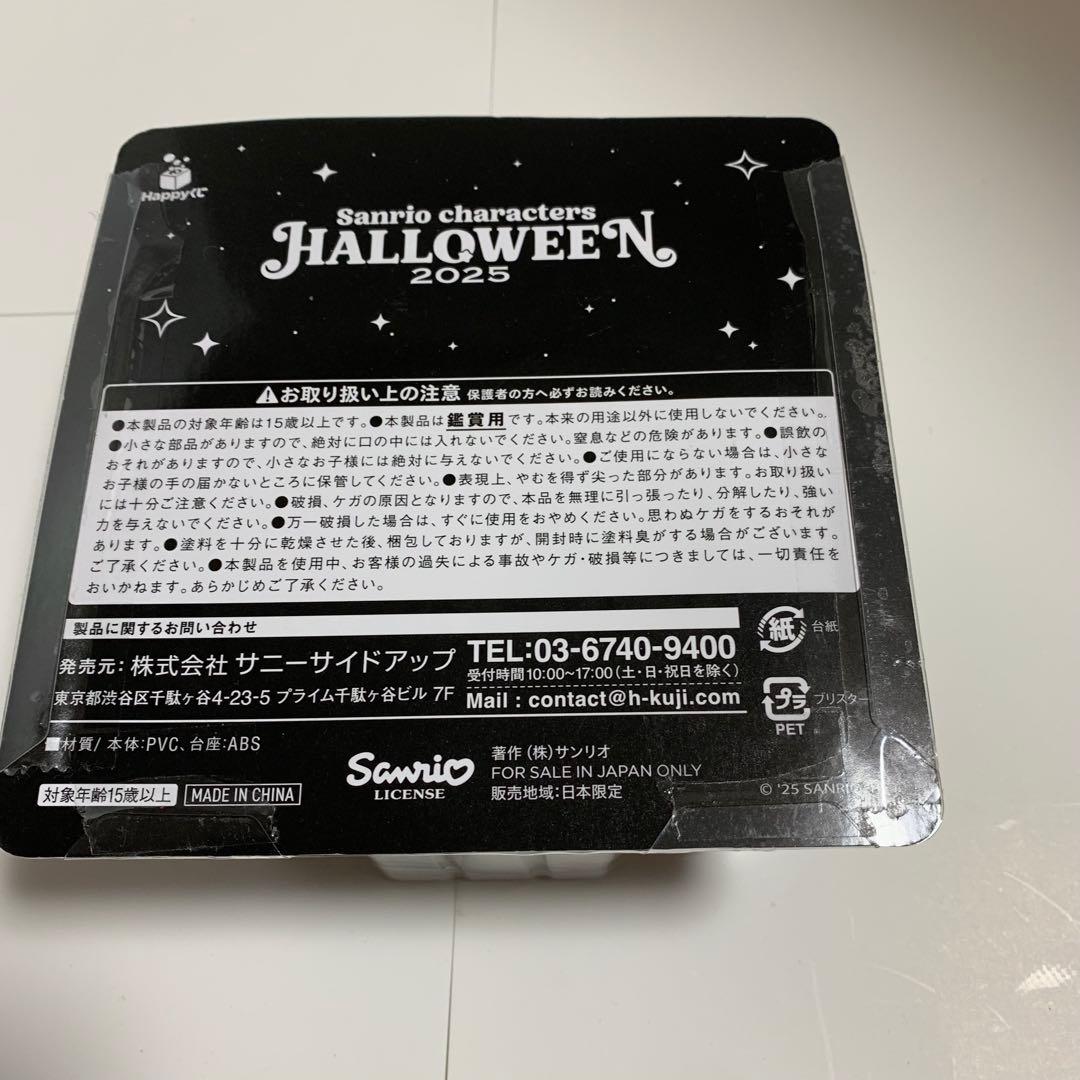 Happyくじ
Sanrio characters
HALLOWEEN
2025
お取り扱い上の注意 保護者の方へ必ずお読みください。
●本製品の対象年齢は15歳以上です。●本製品は鑑賞用です。本来の用途以外に使用しないでください。
●小さな部品がありますので、絶対に口の中には入れないでください。窒息などの危険があります。●誤飲の
おそれがありますので、小さなお子様には絶対に与えないでください。●ご使用にならない場合は、小さな
お子様の手の届かないところに保管してください。●表現上、やむを得ず尖った部分があります。お取り扱い
には十分ご注意ください。●破損、ケガの原因となりますので、本品を無理に引っ張ったり、分解したり、強い
力を与えないでください。●万一破損した場合は、すぐに使用をおやめください。思わぬケガをするおそれが
あります。●塗料を十分に乾燥させた後、梱包しておりますが、開封時に塗料臭がする場合がございます。
ご了承ください。●本製品を使用中、お客様の過失による事故やケガ・破損等につきましては、一切責任を
おいかねます。あらかじめご了承ください。
製品に関するお問い合わせ
発売元:株式会社 サニーサイドアップ
東京都渋谷区千駄ヶ谷4-23-5 プライム千駄ヶ谷ビル 7F
TEL:03-6740-9400
受付時間10:00~17:00(土・日・祝日を除く)
Mail : contact@h-kuji.com
紙 台紙
プラ ブリスター
PET
■材質/ 本体:PVC、台座:ABS
対象年齢15歳以上 MADE IN CHINA
Sanrio
LICENSE
著作 (株)サンリオ
FOR SALE IN JAPAN ONLY
販売地域:日本限定
© '25